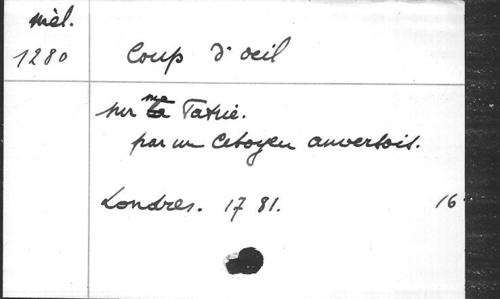 mél.
1280
Coup d'oeil
sur ma Patrie.
par un Citoyen anversois.
Londres. 1781. 16